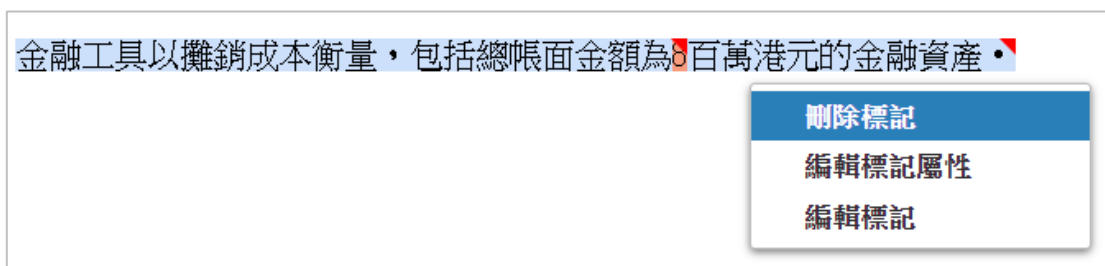 金融工具以攤銷成本衡量，包括總帳面金額為8百萬港元的金融資產。
刪除標記
編輯標記屬性
編輯標記